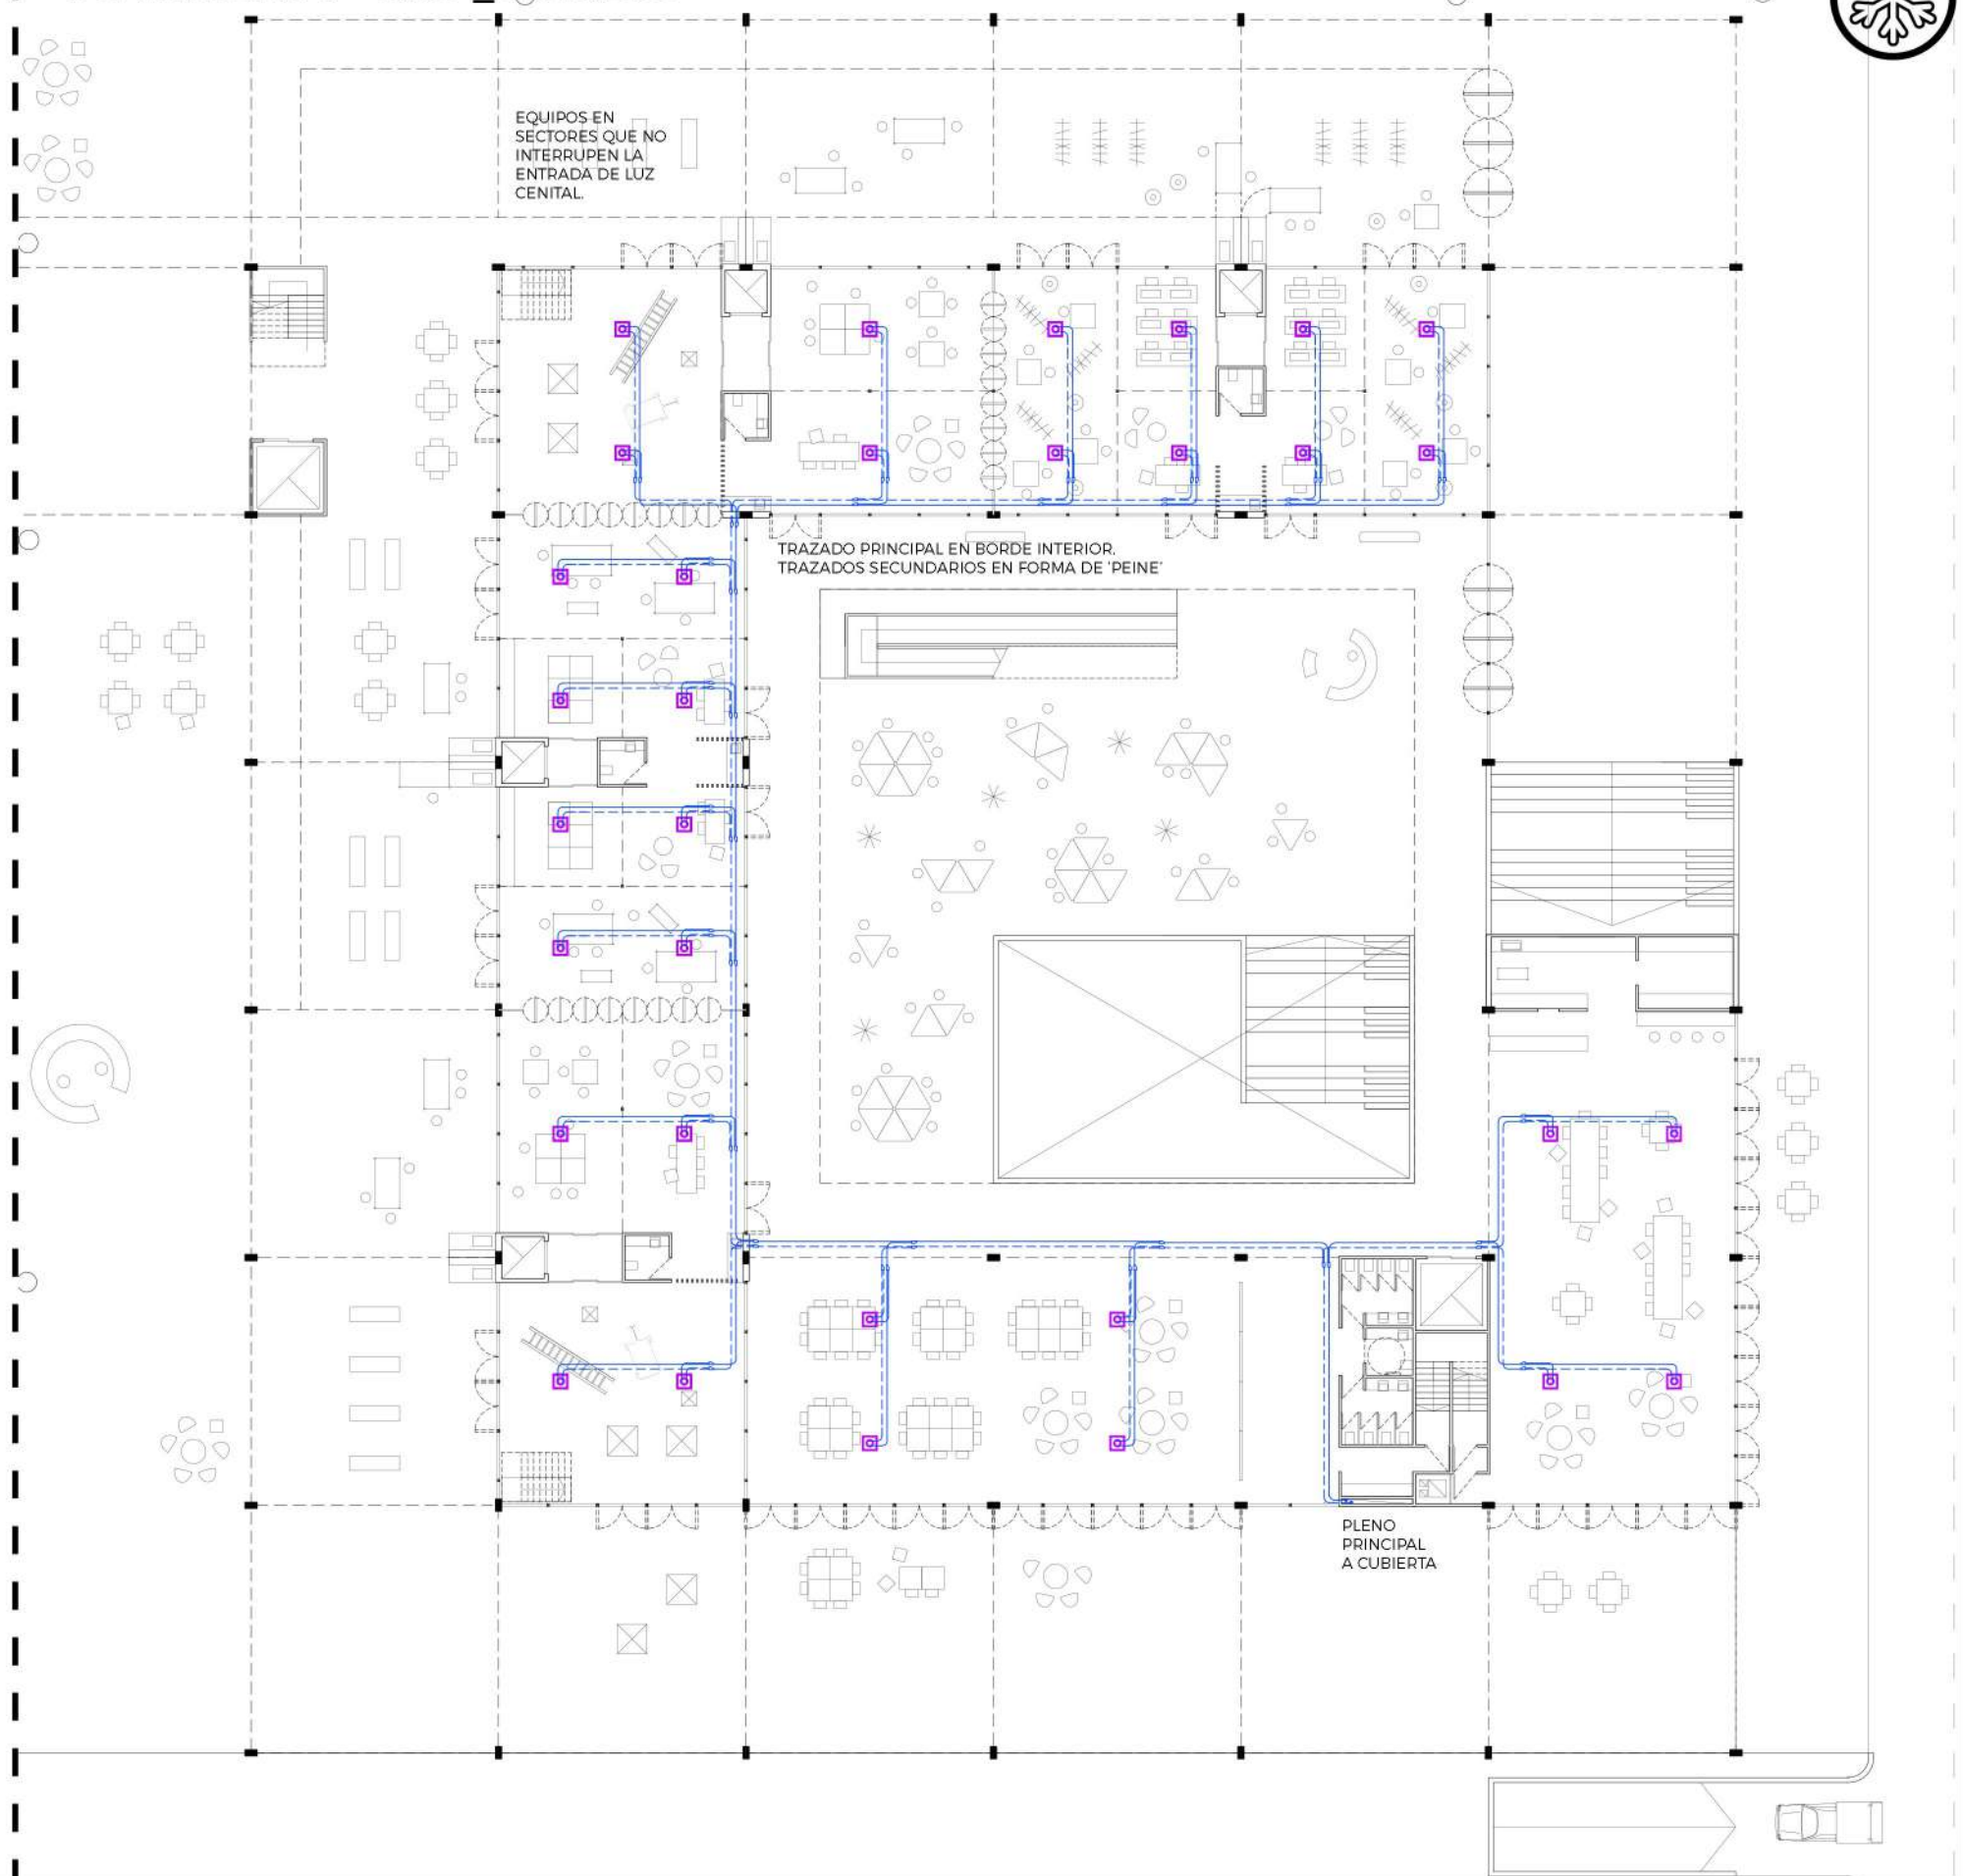 EQUIPOS EN
SECTORES QUE NO
INTERRUPEN LA
ENTRADA DE LUZ
CENITAL.
TRAZADO PRINCIPAL EN BORDE INTERIOR.
TRAZADOS SECUNDARIOS EN FORMA DE 'PEINE'
PLENO
PRINCIPAL
A CUBIERTA